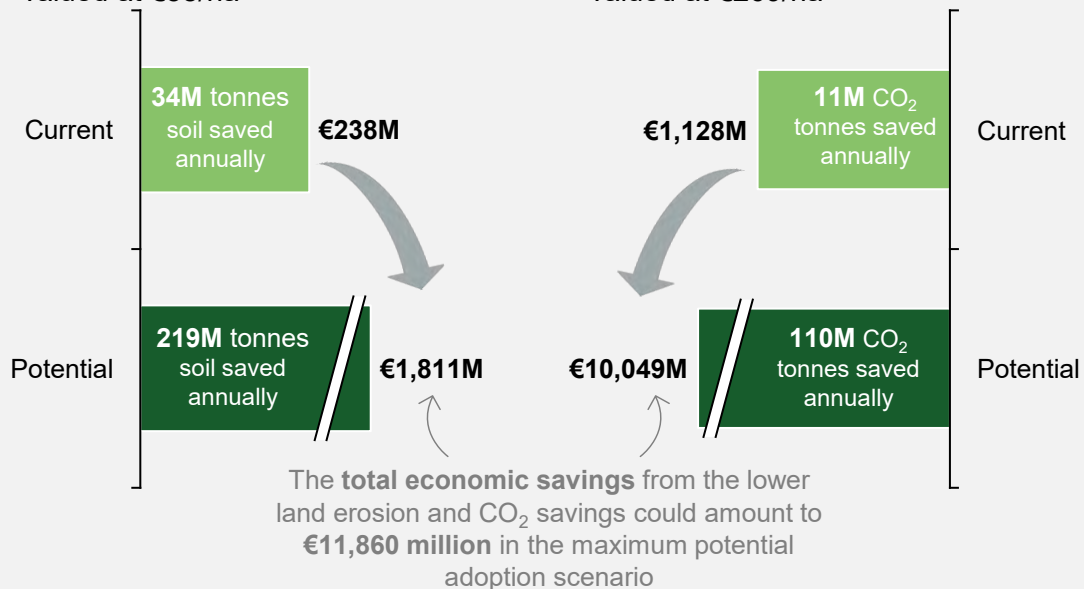 Current
34M tonnes
soil saved
annually
€238M
€1,128M
11M CO₂
tonnes saved
annually
Current
Potential
219M tonnes
soil saved
annually
€1,811M
€10,049M
110M CO₂
tonnes saved
annually
Potential
The total economic savings from the lower
land erosion and CO₂ savings could amount to
€11,860 million in the maximum potential
adoption scenario